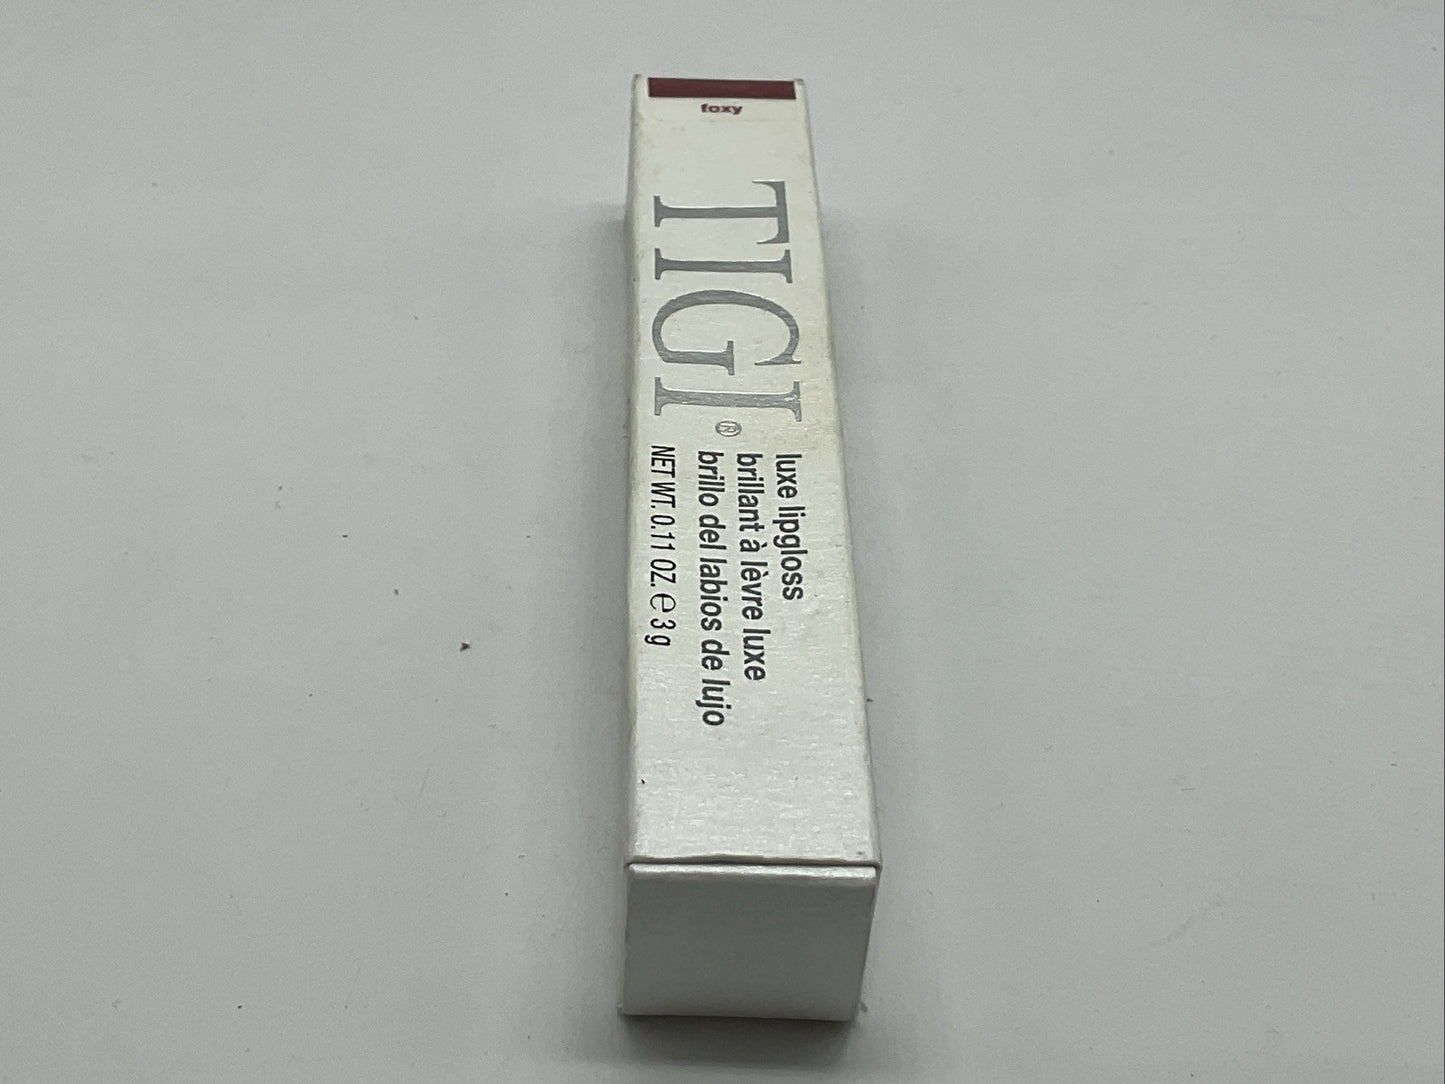 foxy
TIGI®
luxe lipgloss
brillant à lèvre luxe
brillo del labios de lujo
NET WT. 0.11 OZ. ℮ 3 g